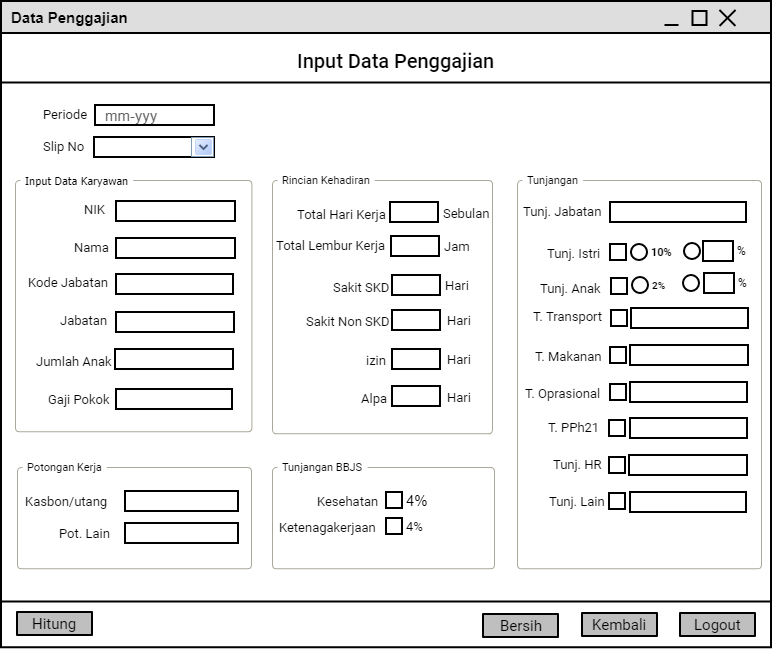 Data Penggajian
Input Data Penggajian
Periode mm-yyy
Slip No
Input Data Karyawan
NIK
Nama
Kode Jabatan
Jabatan
Jumlah Anak
Gaji Pokok
Rincian Kehadiran
Total Hari Kerja Sebulan
Total Lembur Kerja Jam
Sakit SKD Hari
Sakit Non SKD Hari
izin Hari
Alpa Hari
Tunjangan
Tunj. Jabatan
Tunj. Istri 10% %
Tunj. Anak 2% %
T. Transport
T. Makanan
T. Oprasional
T. PPh21
Tunj. HR
Tunj. Lain
Potongan Kerja
Kasbon/utang
Pot. Lain
Tunjangan BBJS
Kesehatan 4%
Ketenagakerjaan 4%
Hitung Bersih Kembali Logout